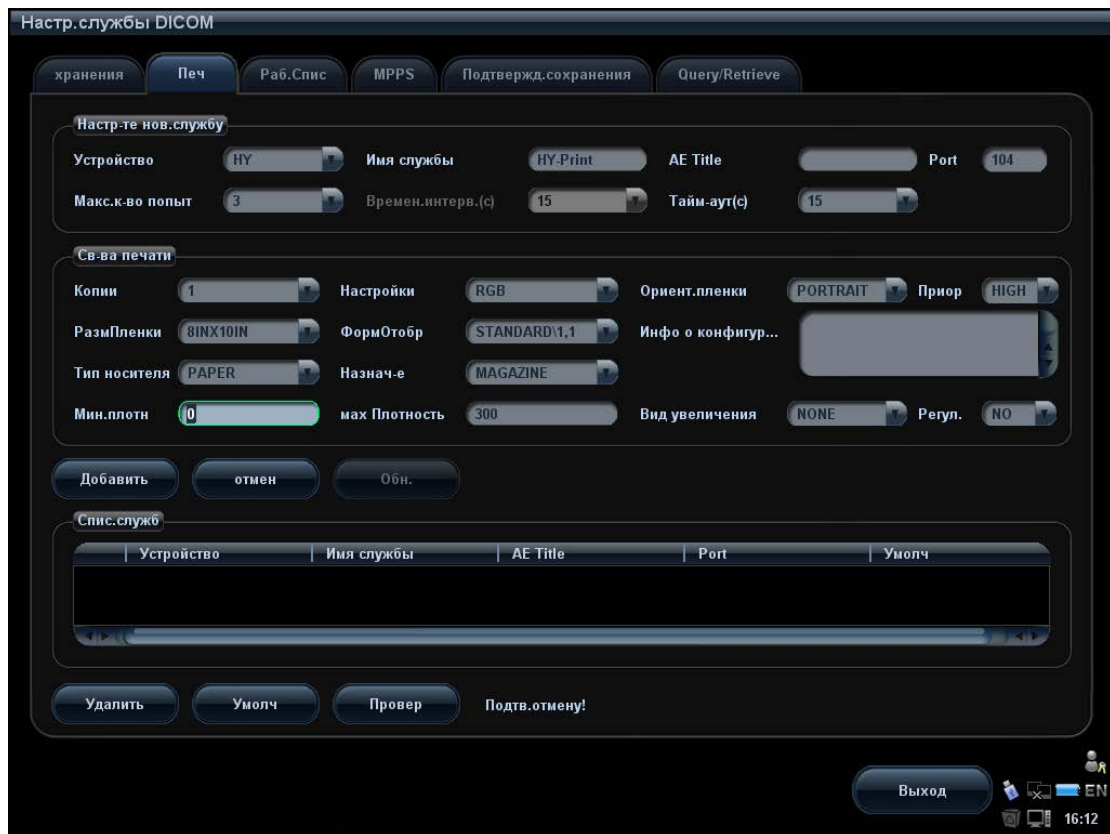 Настр.службы DICOM
хранения Печ Раб.Спис MPPS Подтвержд.сохранения Query/Retrieve
Настр-те нов.службу
Устройство HY Имя службы HY-Print AE Title Port 104
Макс.к-во попыт 3 Времен.интерв.(с) 15 Тайм-аут(с) 15
Св-ва печати
Копии 1 Настройки RGB Ориент.пленки PORTRAIT Приор HIGH
РазмПленки 8INX10IN ФормОтобр STANDARD\1,1 Инфо о конфигур...
Тип носителя PAPER Назнач-е MAGAZINE
Мин.плотн 0 мах Плотность 300 Вид увеличения NONE Регул. NO
Добавить отмен Обн.
Спис.служб
Устройство Имя службы AE Title Port Умолч
Удалить Умолч Провер Подтв.отмену!
Выход EN
16:12